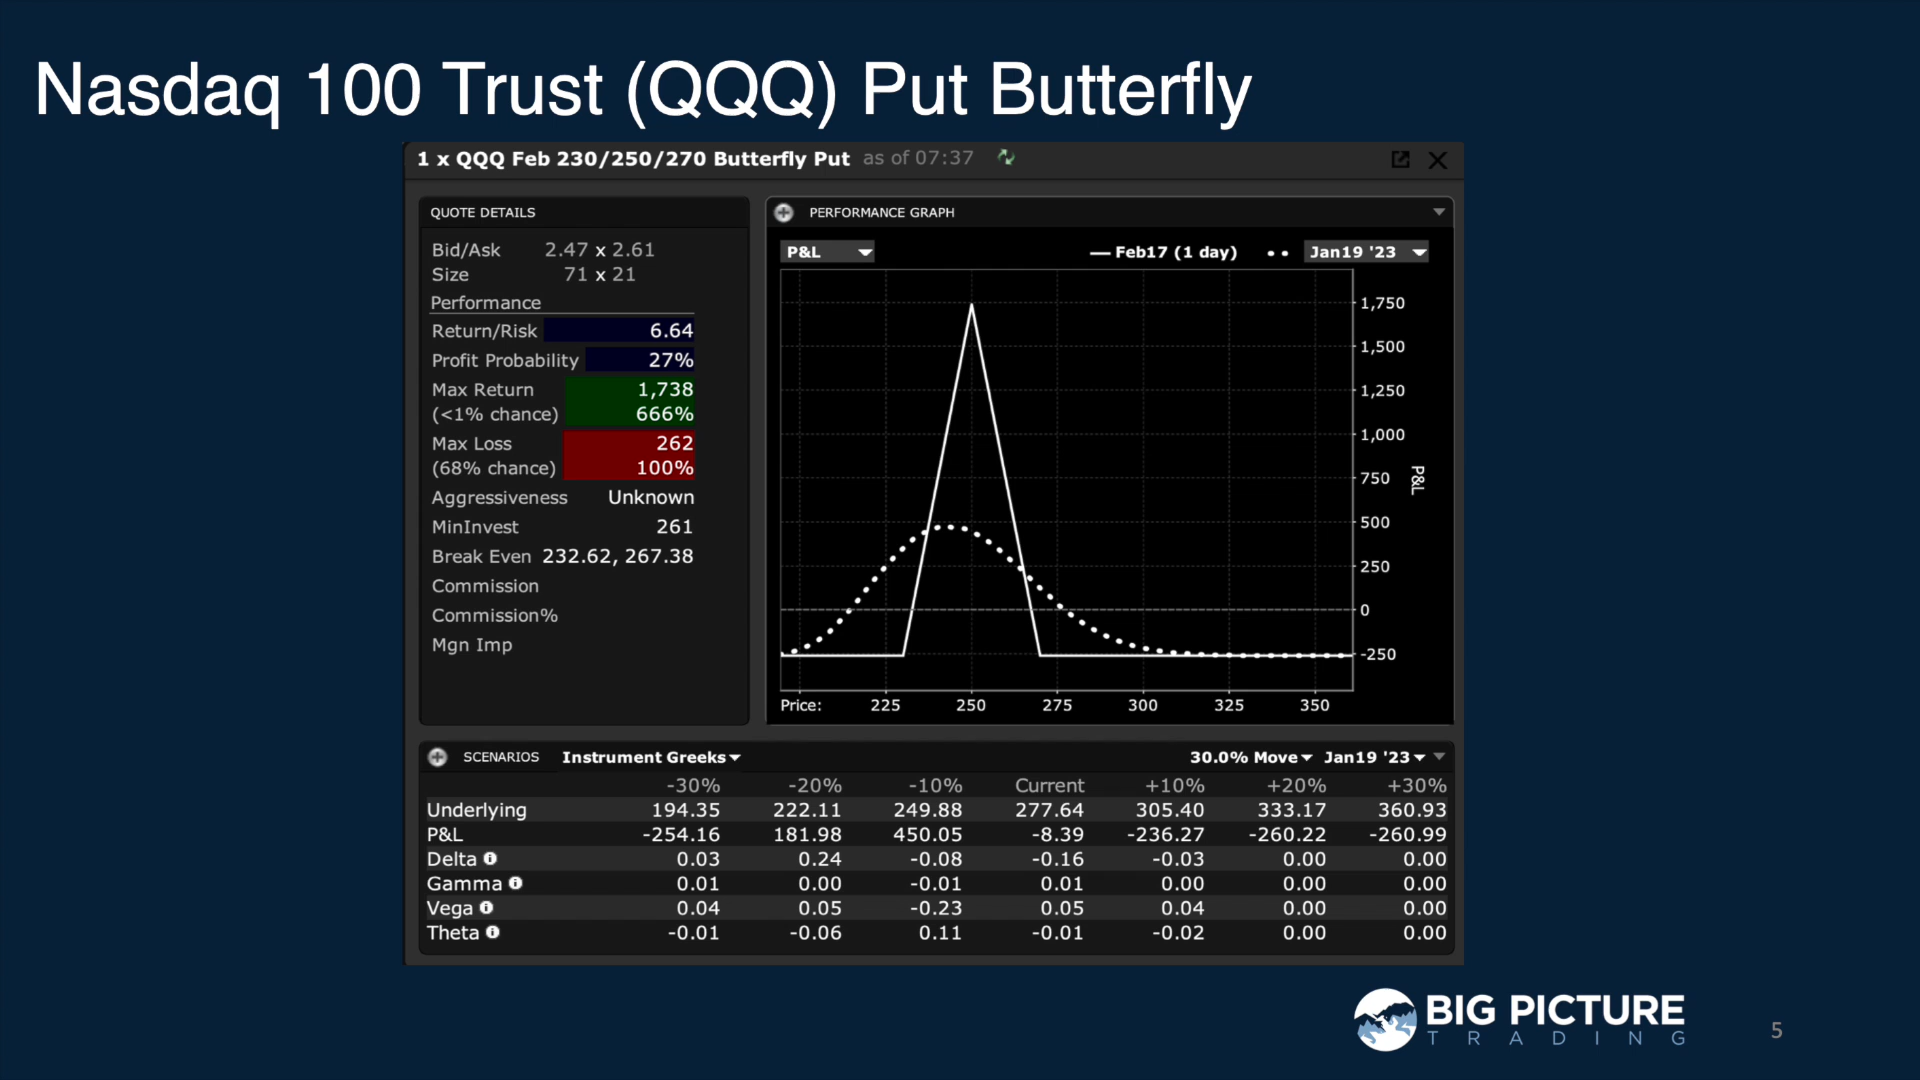 Nasdaq 100 Trust (QQQ) Put Butterfly
1 x QQQ Feb 230/250/270 Butterfly Put as of 07:37
QUOTE DETAILS
Bid/Ask 2.47 x 2.61
Size 71 x 21
Performance
Return/Risk 6.64
Profit Probability 27%
Max Return 1,738
(<1% chance) 666%
Max Loss 262
(68% chance) 100%
Aggressiveness Unknown
MinInvest 261
Break Even 232.62, 267.38
Commission
Commission%
Mgn Imp
PERFORMANCE GRAPH
P&L Feb17 (1 day) Jan19 '23
1,750
1,500
1,250
1,000
750
500
250
0
-250
P&L
Price: 225 250 275 300 325 350
SCENARIOS Instrument Greeks 30.0% Move Jan19 '23
-30% -20% -10% Current +10% +20% +30%
Underlying 194.35 222.11 249.88 277.64 305.40 333.17 360.93
P&L -254.16 181.98 450.05 -8.39 -236.27 -260.22 -260.99
Delta 0.03 0.24 -0.08 -0.16 -0.03 0.00 0.00
Gamma 0.01 0.00 -0.01 0.01 0.00 0.00 0.00
Vega 0.04 0.05 -0.23 0.05 0.04 0.00 0.00
Theta -0.01 -0.06 0.11 -0.01 -0.02 0.00 0.00
BIG PICTURE
TRADING
5